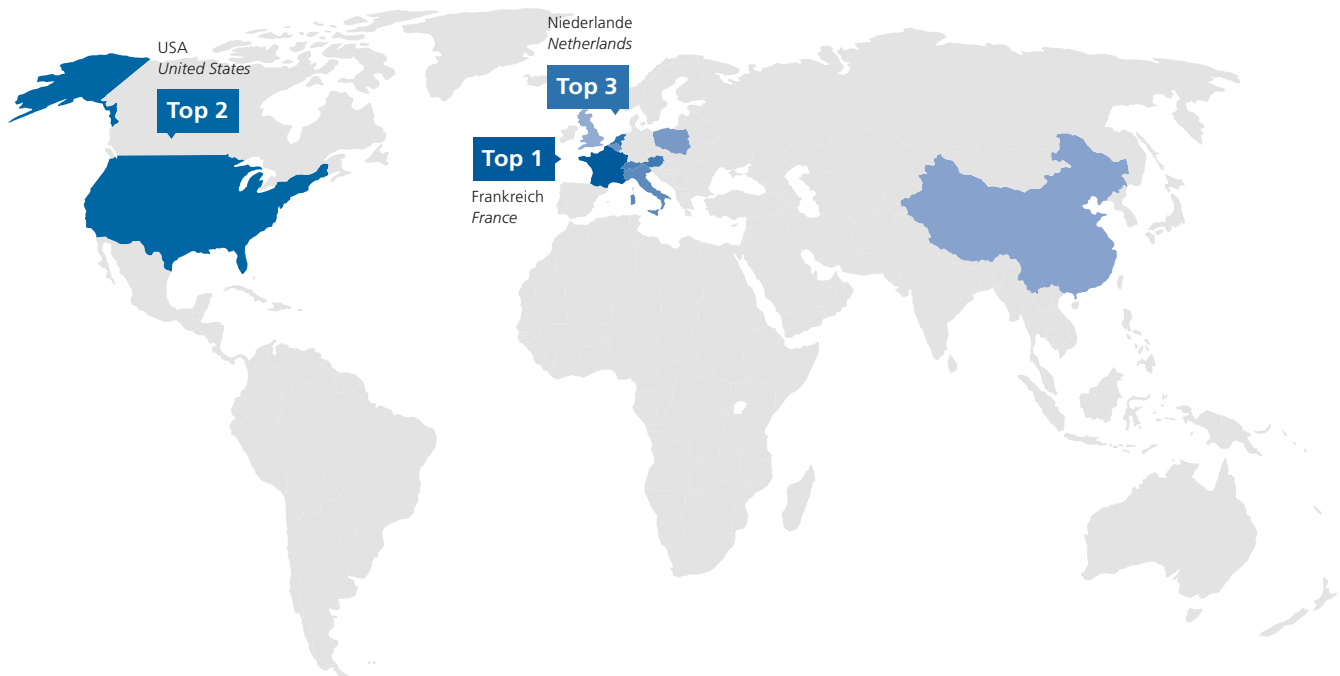 USA
United States
Top 2
Niederlande
Netherlands
Top 3
Top 1
Frankreich
France